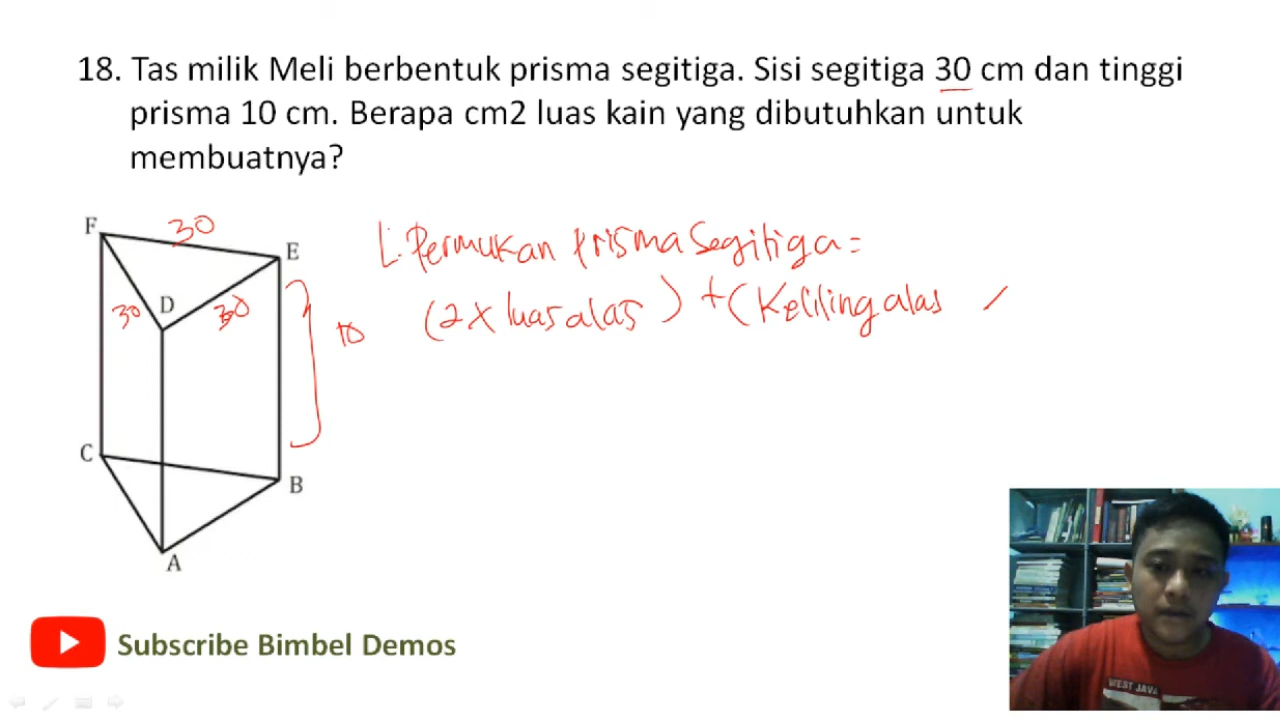 18. Tas milik Meli berbentuk prisma segitiga. Sisi segitiga 30 cm dan tinggi
prisma 10 cm. Berapa cm2 luas kain yang dibutuhkan untuk
membuatnya?
F
30
E
D
30
30
10
L. Permukan Prisma Segitiga =
(2 x luas alas) + (Keliling alas
C
B
A
Subscribe Bimbel Demos
WEST JAVA